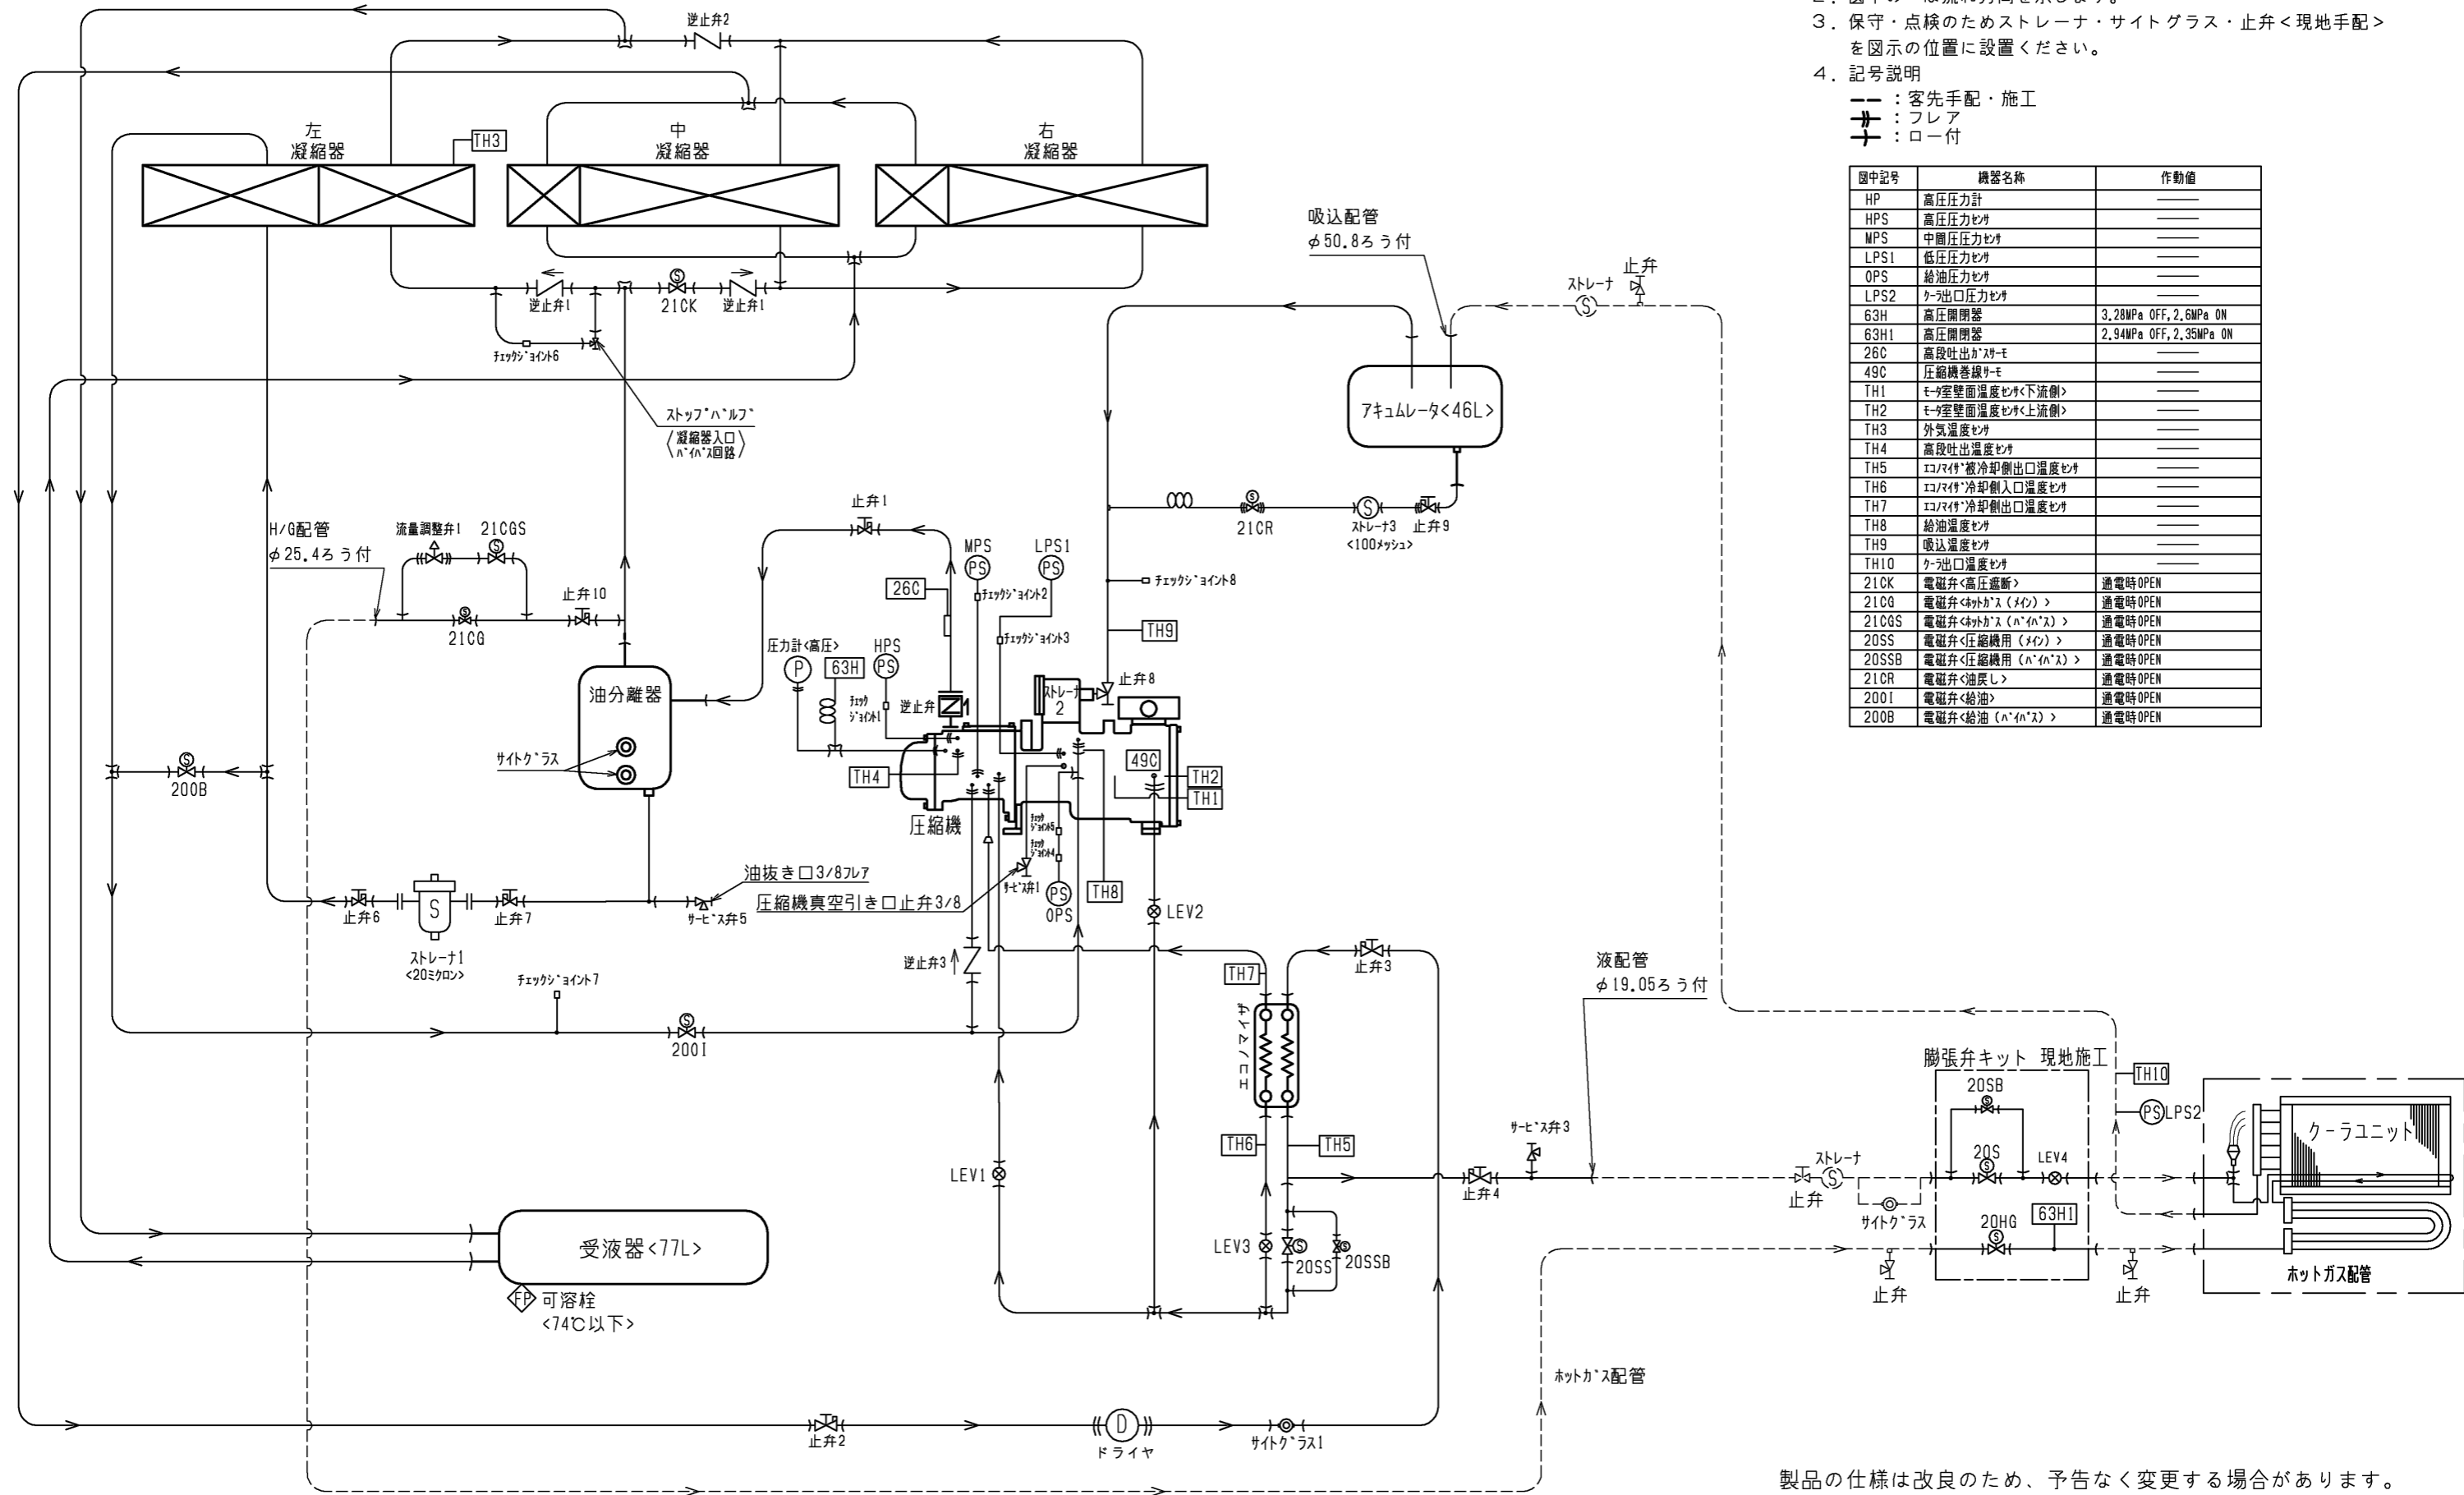 3．保守・点検のためストレーナ・サイトグラス・止弁<現地手配>
を図示の位置に設置ください。
4．記号説明
：客先手配・施工
：フレア
：ロー付
図中記号 機器名称 作動値
HP 高圧圧力計 ――
HPS 高圧圧力センサ ――
MPS 中間圧圧力センサ ――
LPS1 低圧圧力センサ ――
OPS 給油圧力センサ ――
LPS2 クーラ出口圧力センサ ――
63H 高圧開閉器 3.28MPa OFF,2.6MPa ON
63H1 高圧開閉器 2.94MPa OFF,2.35MPa ON
26C 高段吐出ガスサーモ ――
49C 圧縮機巻線サーモ ――
TH1 モータ室壁面温度センサ<下流側> ――
TH2 モータ室壁面温度センサ<上流側> ――
TH3 外気温度センサ ――
TH4 高段吐出温度センサ ――
TH5 エコノマイザ被冷却側出口温度センサ ――
TH6 エコノマイザ冷却側入口温度センサ ――
TH7 エコノマイザ冷却側出口温度センサ ――
TH8 給油温度センサ ――
TH9 吸込温度センサ ――
TH10 クーラ出口温度センサ ――
21CK 電磁弁<高圧遮断> 通電時OPEN
21CG 電磁弁<ホットガス（メイン）> 通電時OPEN
21CGS 電磁弁<ホットガス（バイパス）> 通電時OPEN
20SS 電磁弁<圧縮機用（メイン）> 通電時OPEN
20SSB 電磁弁<圧縮機用（バイパス）> 通電時OPEN
21CR 電磁弁<油戻し> 通電時OPEN
20OI 電磁弁<給油> 通電時OPEN
20OB 電磁弁<給油（バイパス）> 通電時OPEN
逆止弁2
左
凝縮器
TH3
中
凝縮器
右
凝縮器
逆止弁1
S
21CK
逆止弁1
チェックジョイント6
ストップバルブ
〈凝縮器入口
バイパス回路〉
吸込配管
φ50.8ろう付
ストレーナ
S
止弁
アキュムレータ<46L>
S
21CR
S
ストレーナ3
<100メッシュ>
止弁9
H/G配管
φ25.4ろう付
流量調整弁1
21CGS
S
S
21CG
止弁10
止弁1
26C
MPS
PS
チェックジョイント2
LPS1
PS
チェックジョイント3
チェックジョイント8
TH9
圧力計<高圧>
P
63H
HPS
PS
チェックジョイント1
逆止弁
1
ストレーナ
2
止弁8
油分離器
サイトグラス
TH4
49C
TH2
TH1
圧縮機
チェックジョイント5
チェックジョイント4
サービス弁1
PS
OPS
TH8
S
20OB
油抜き口3/8フレア
圧縮機真空引き口止弁3/8
止弁6
S
ストレーナ1
<20ミクロン>
止弁7
サービス弁5
LEV2
逆止弁3
チェックジョイント7
S
20OI
TH7
止弁3
エコノマイザ
TH6
TH5
液配管
φ19.05ろう付
LEV1
サービス弁3
止弁4
LEV3
S
20SS
S
20SSB
膨張弁キット 現地施工
20SB
S
20S
S
LEV4
TH10
PS
LPS2
クーラユニット
ストレーナ
S
止弁
サイトグラス
20HG
S
63H1
止弁
止弁
ホットガス配管
受液器<77L>
FP
可溶栓
<74℃以下>
ホットガス配管
止弁2
D
ドライヤ
サイトグラス1
製品の仕様は改良のため、予告なく変更する場合があります。